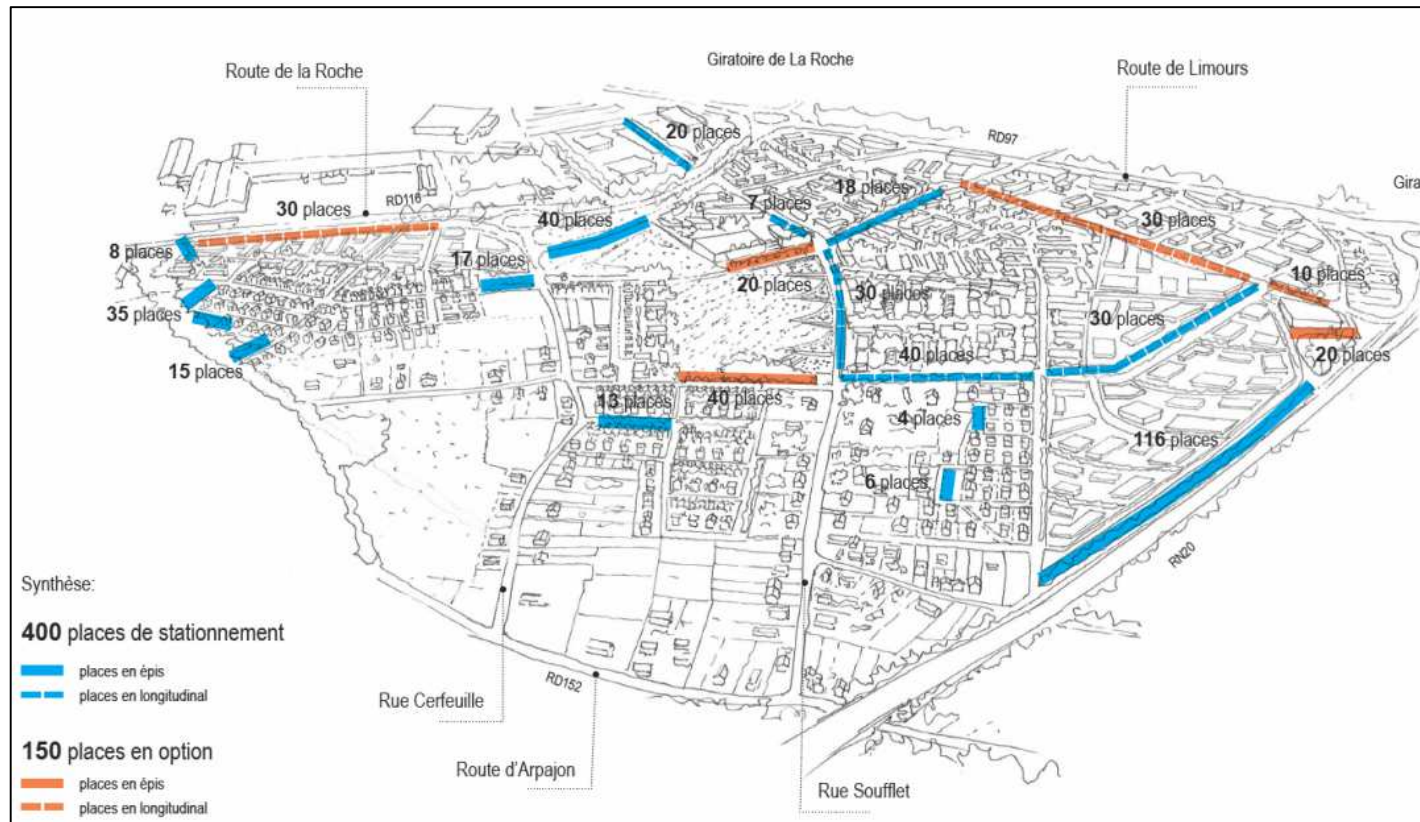 Giratoire de La Roche
Route de la Roche
Route de Limours
20 places
RD97
Gira
18 places
RD116
30 places
7 places
40 places
30 places
8 places
17 places
10 places
20 places
30 places
35 places
30 places
15 places
40 places
20 places
13 places
40 places
4 places
116 places
6 places
RN20
Synthèse:
400 places de stationnement
places en épis
places en longitudinal
RD152
Rue Cerfeuille
150 places en option
Route d'Arpajon
Rue Soufflet
places en épis
places en longitudinal